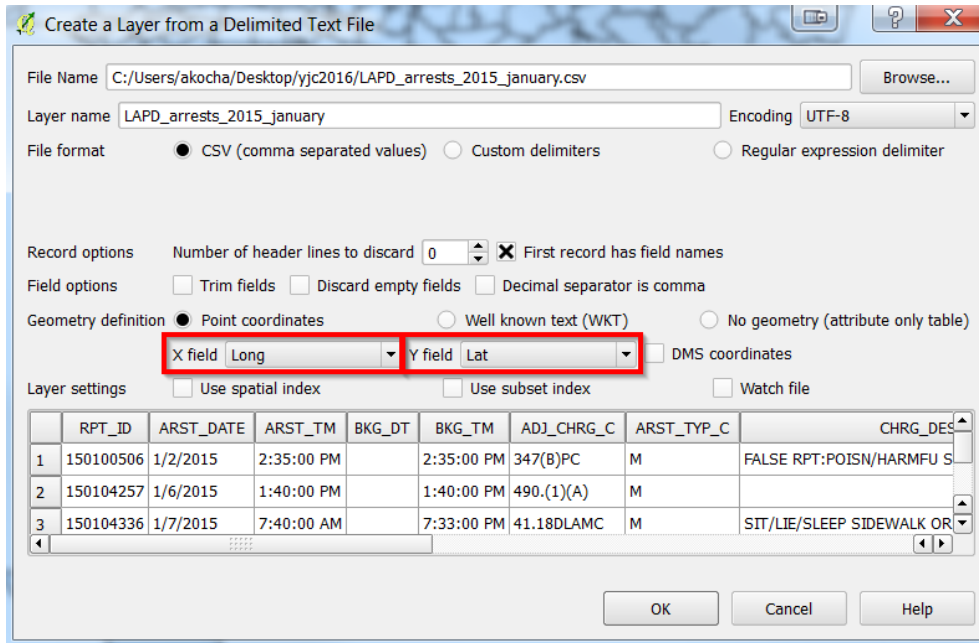 Create a Layer from a Delimited Text File
File Name C:/Users/akocha/Desktop/yjc2016/LAPD_arrests_2015_january.csv Browse...
Layer name LAPD_arrests_2015_january Encoding UTF-8
File format CSV (comma separated values) Custom delimiters Regular expression delimiter
Record options Number of header lines to discard 0 First record has field names
Field options Trim fields Discard empty fields Decimal separator is comma
Geometry definition Point coordinates Well known text (WKT) No geometry (attribute only table)
X field Long Y field Lat DMS coordinates
Layer settings Use spatial index Use subset index Watch file
RPT_ID ARST_DATE ARST_TM BKG_DT BKG_TM ADJ_CHRG_C ARST_TYP_C CHRG_DES
1 150100506 1/2/2015 2:35:00 PM 2:35:00 PM 347(B)PC M FALSE RPT:POISN/HARMFU S
2 150104257 1/6/2015 1:40:00 PM 1:40:00 PM 490.(1)(A) M
3 150104336 1/7/2015 7:40:00 AM 7:33:00 PM 41.18DLAMC M SIT/LIE/SLEEP SIDEWALK OR
OK Cancel Help